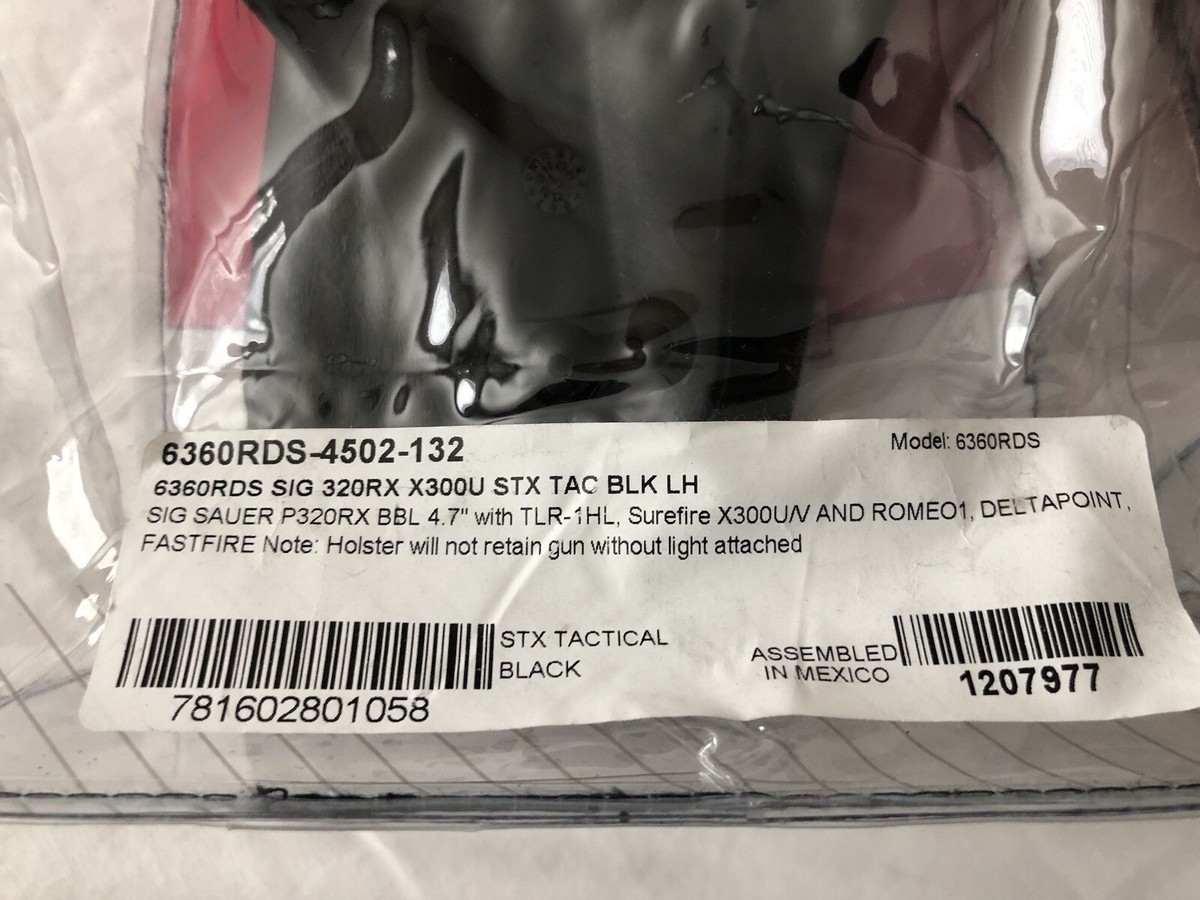 6360RDS-4502-132
Model: 6360RDS
6360RDS SIG 320RX X300U STX TAC BLK LH
SIG SAUER P320RX BBL 4.7" with TLR-1HL, Surefire X300U/V AND ROMEO1, DELTAPOINT,
FASTFIRE Note: Holster will not retain gun without light attached
STX TACTICAL
BLACK
781602801058
ASSEMBLED
IN MEXICO
1207977